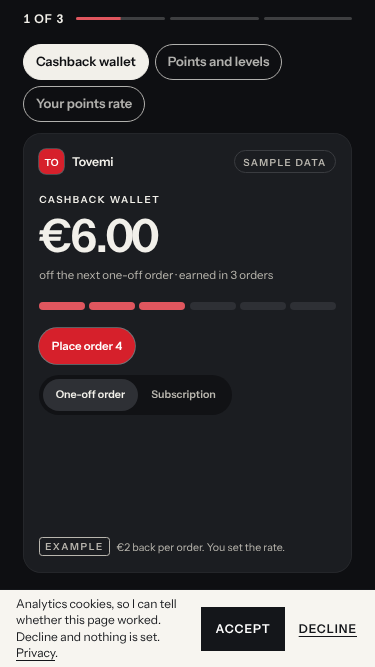 1 OF 3
Cashback wallet
Points and levels
Your points rate
TO Tovemi
SAMPLE DATA
CASHBACK WALLET
€6.00
off the next one-off order · earned in 3 orders
Place order 4
One-off order
Subscription
EXAMPLE €2 back per order. You set the rate.
Analytics cookies, so I can tell
whether this page worked.
Decline and nothing is set.
Privacy.
ACCEPT
DECLINE